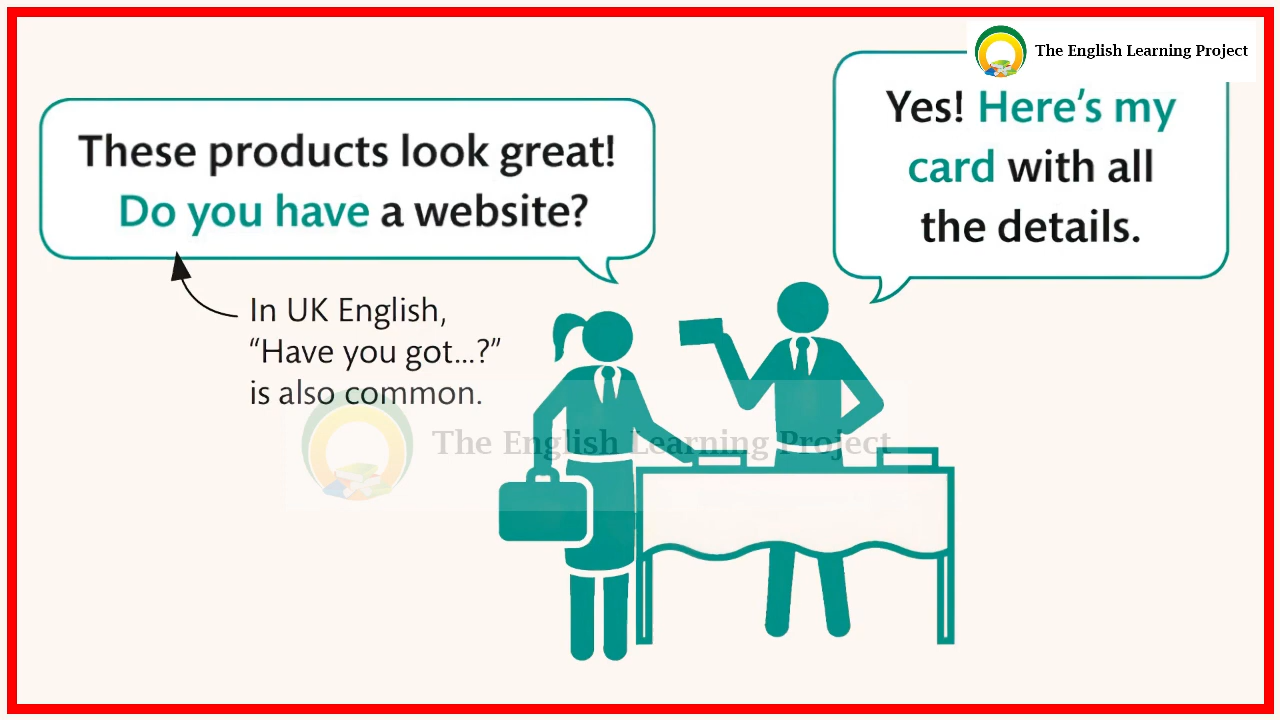 The English Learning Project
These products look great!
Do you have a website?
Yes! Here's my
card with all
the details.
In UK English,
“Have you got...?”
is also common.
The English Learning Project